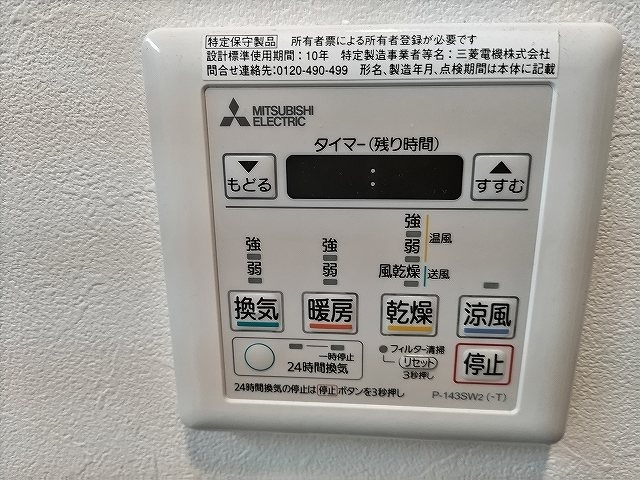 特定保守製品 所有者票による所有者登録が必要です
設計標準使用期間：10年 特定製造事業者等名：三菱電機株式会社
問合せ連絡先:0120-490-499 形名、製造年月、点検期間は本体に記載
MITSUBISHI
ELECTRIC
タイマー(残り時間)
▼
もどる
:
▲
すすむ
強
弱
強
弱
強
弱
温風
風乾燥
送風
換気
暖房
乾燥
涼風
一時停止
24時間換気
フィルター清掃
リセット
3秒押し
停止
24時間換気の停止は停止ボタンを3秒押し
P-143SW2(-T)